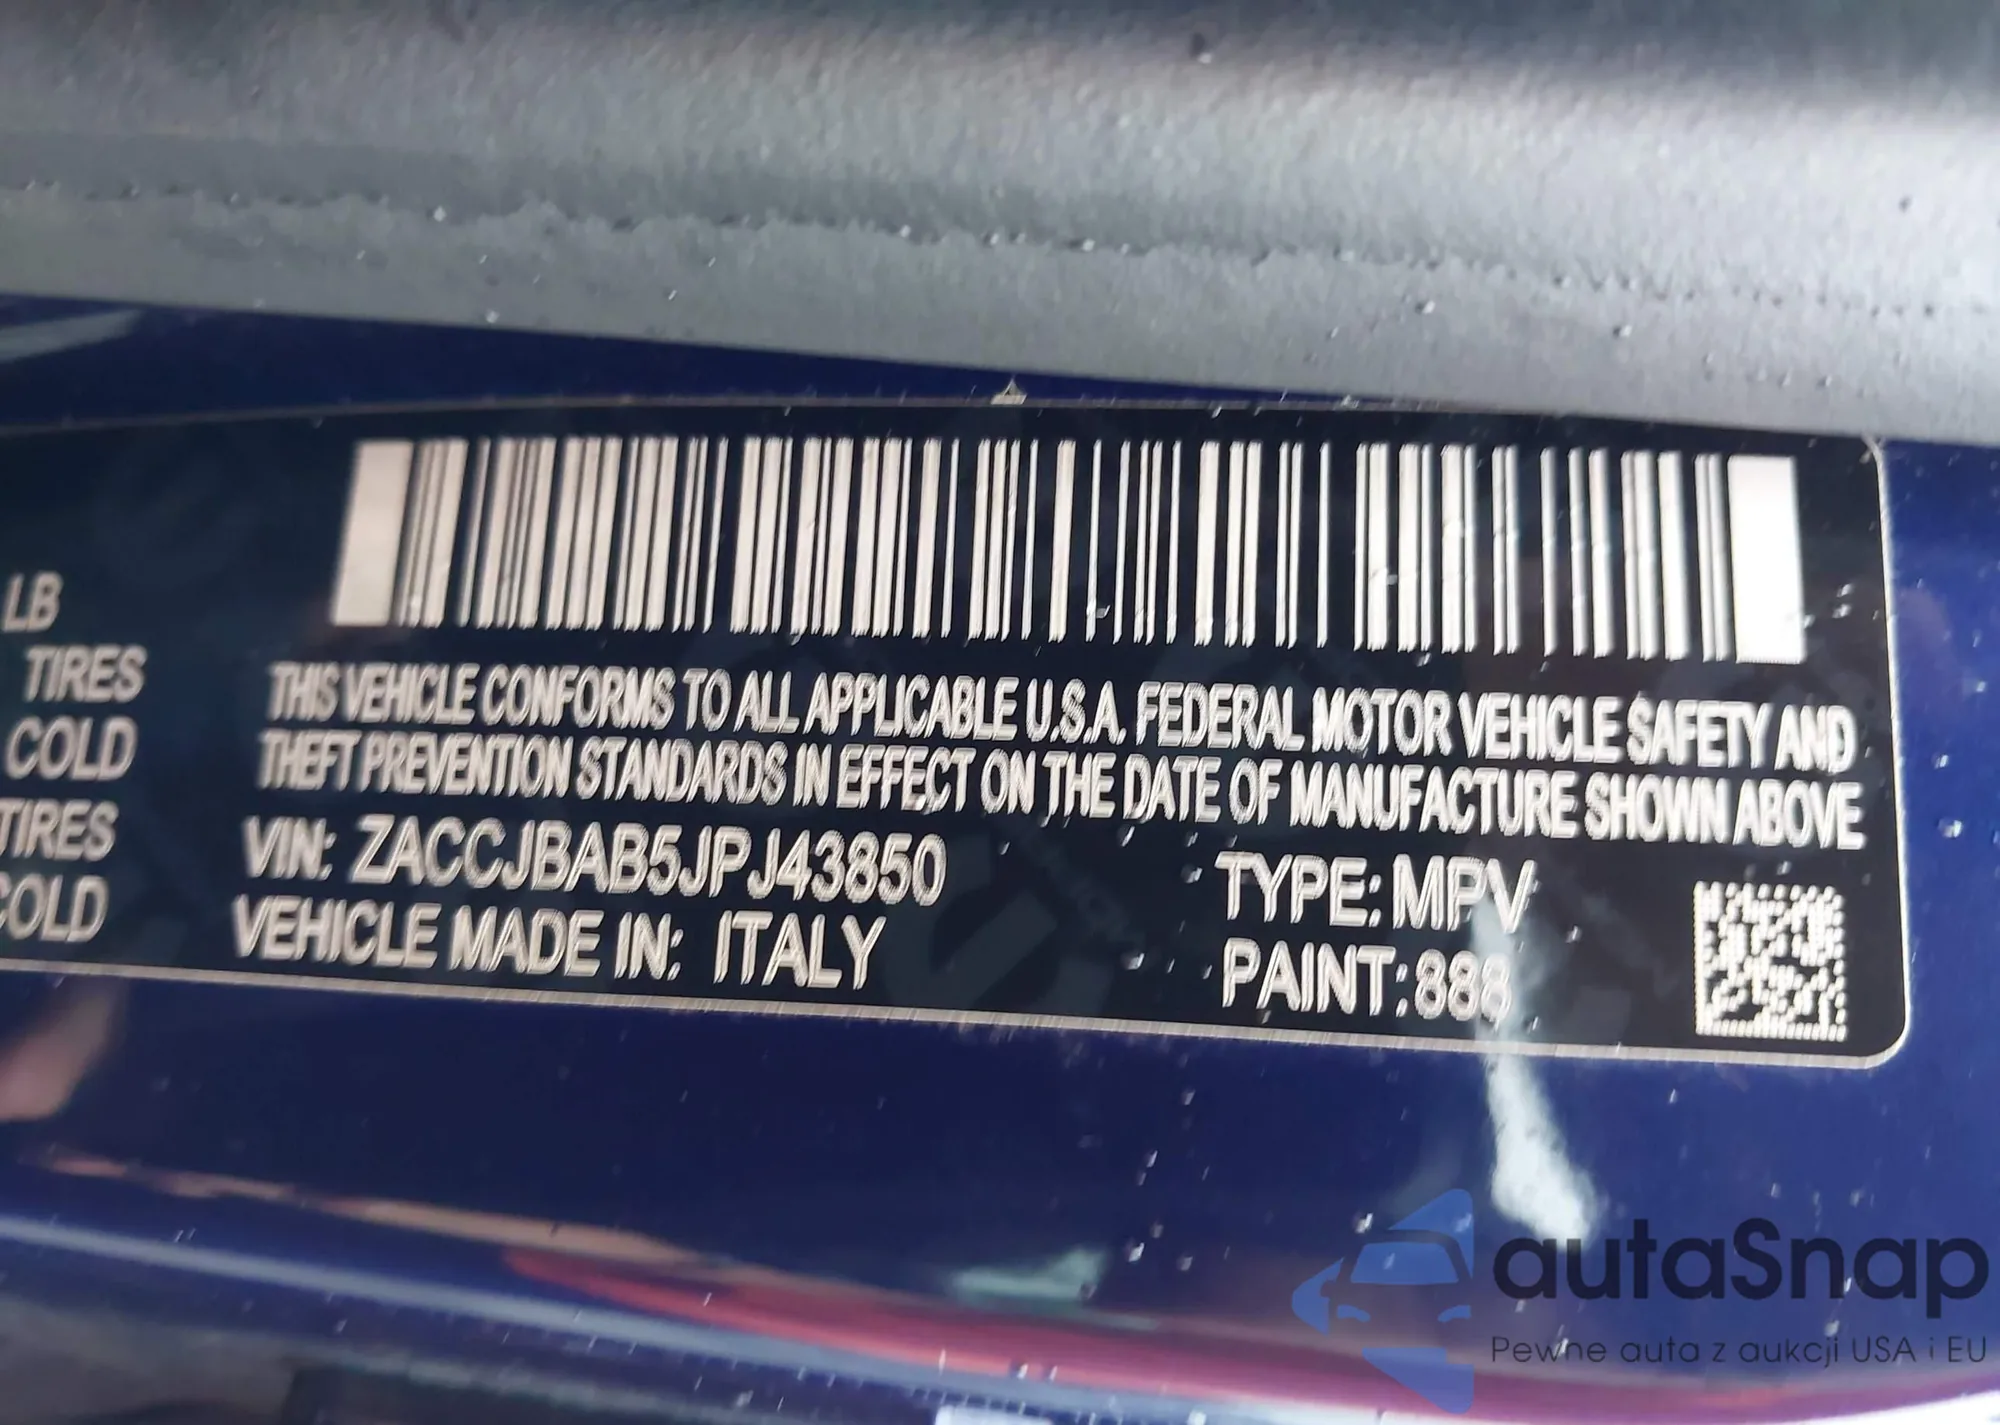 LB
TIRES
COLD
TIRES
COLD
THIS VEHICLE CONFORMS TO ALL APPLICABLE U.S.A. FEDERAL MOTOR VEHICLE SAFETY AND
THEFT PREVENTION STANDARDS IN EFFECT ON THE DATE OF MANUFACTURE SHOWN ABOVE
VIN: ZACCJBAB5JPJ43850
TYPE: MPV
VEHICLE MADE IN: ITALY
PAINT: 888
autaSnap
Pewne auta z aukcji USA i EU